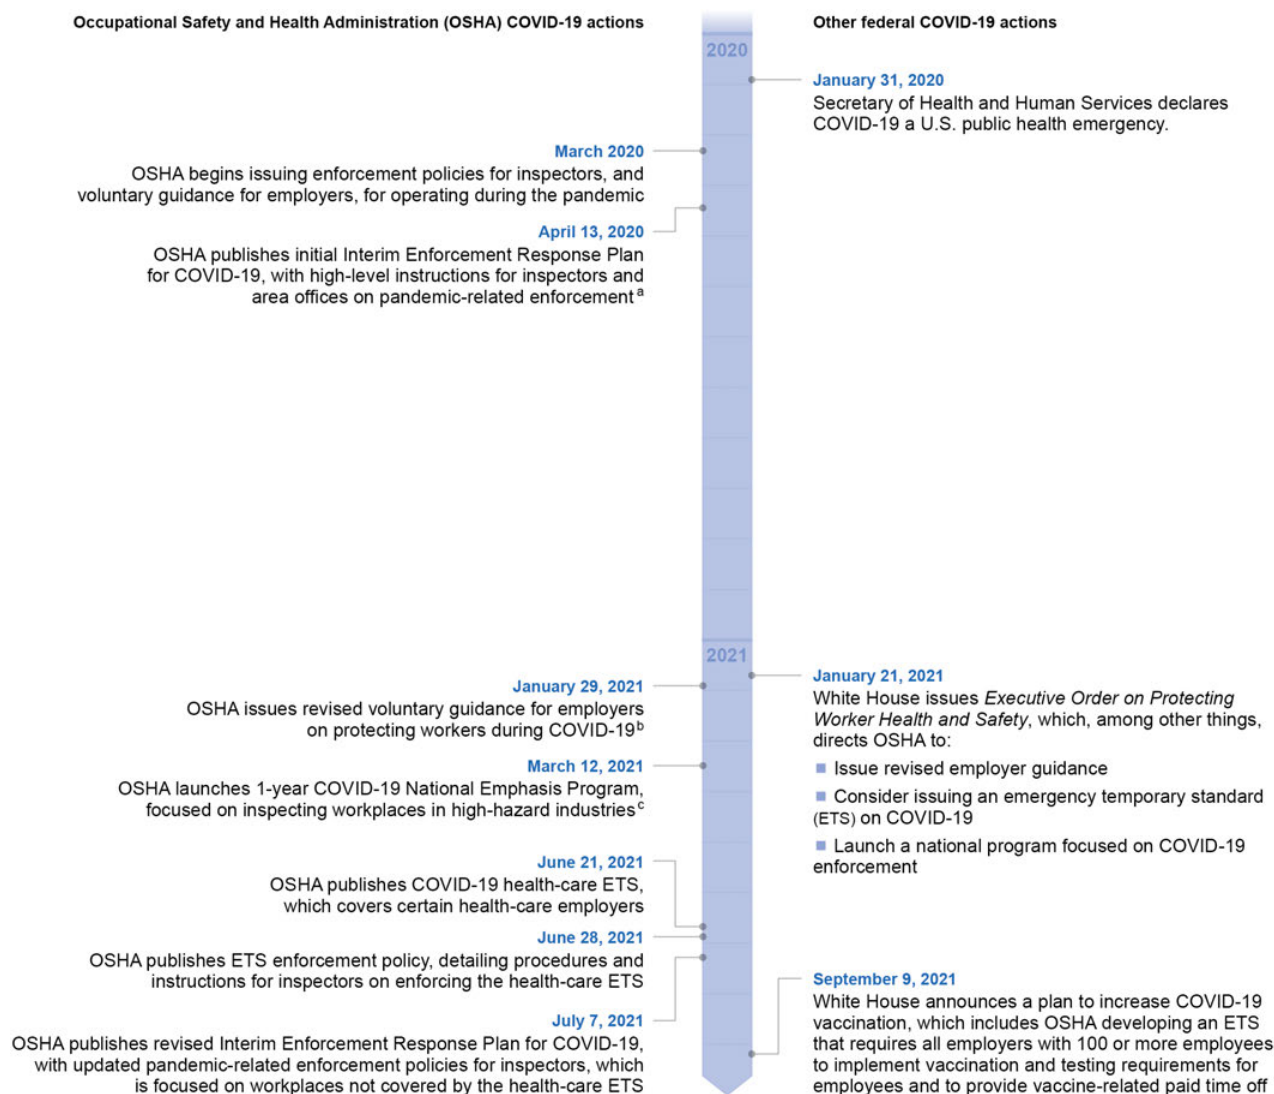 Occupational Safety and Health Administration (OSHA) COVID-19 actions
Other federal COVID-19 actions
2020
January 31, 2020
Secretary of Health and Human Services declares
COVID-19 a U.S. public health emergency.
March 2020
OSHA begins issuing enforcement policies for inspectors, and
voluntary guidance for employers, for operating during the pandemic
April 13, 2020
OSHA publishes initial Interim Enforcement Response Plan
for COVID-19, with high-level instructions for inspectors and
area offices on pandemic-related enforcement a
2021
January 21, 2021
White House issues Executive Order on Protecting
Worker Health and Safety, which, among other things,
directs OSHA to:
■ Issue revised employer guidance
■ Consider issuing an emergency temporary standard
(ETS) on COVID-19
■ Launch a national program focused on COVID-19
enforcement
January 29, 2021
OSHA issues revised voluntary guidance for employers
on protecting workers during COVID-19 b
March 12, 2021
OSHA launches 1-year COVID-19 National Emphasis Program,
focused on inspecting workplaces in high-hazard industries c
June 21, 2021
OSHA publishes COVID-19 health-care ETS,
which covers certain health-care employers
June 28, 2021
OSHA publishes ETS enforcement policy, detailing procedures and
instructions for inspectors on enforcing the health-care ETS
July 7, 2021
OSHA publishes revised Interim Enforcement Response Plan for COVID-19,
with updated pandemic-related enforcement policies for inspectors, which
is focused on workplaces not covered by the health-care ETS
September 9, 2021
White House announces a plan to increase COVID-19
vaccination, which includes OSHA developing an ETS
that requires all employers with 100 or more employees
to implement vaccination and testing requirements for
employees and to provide vaccine-related paid time off